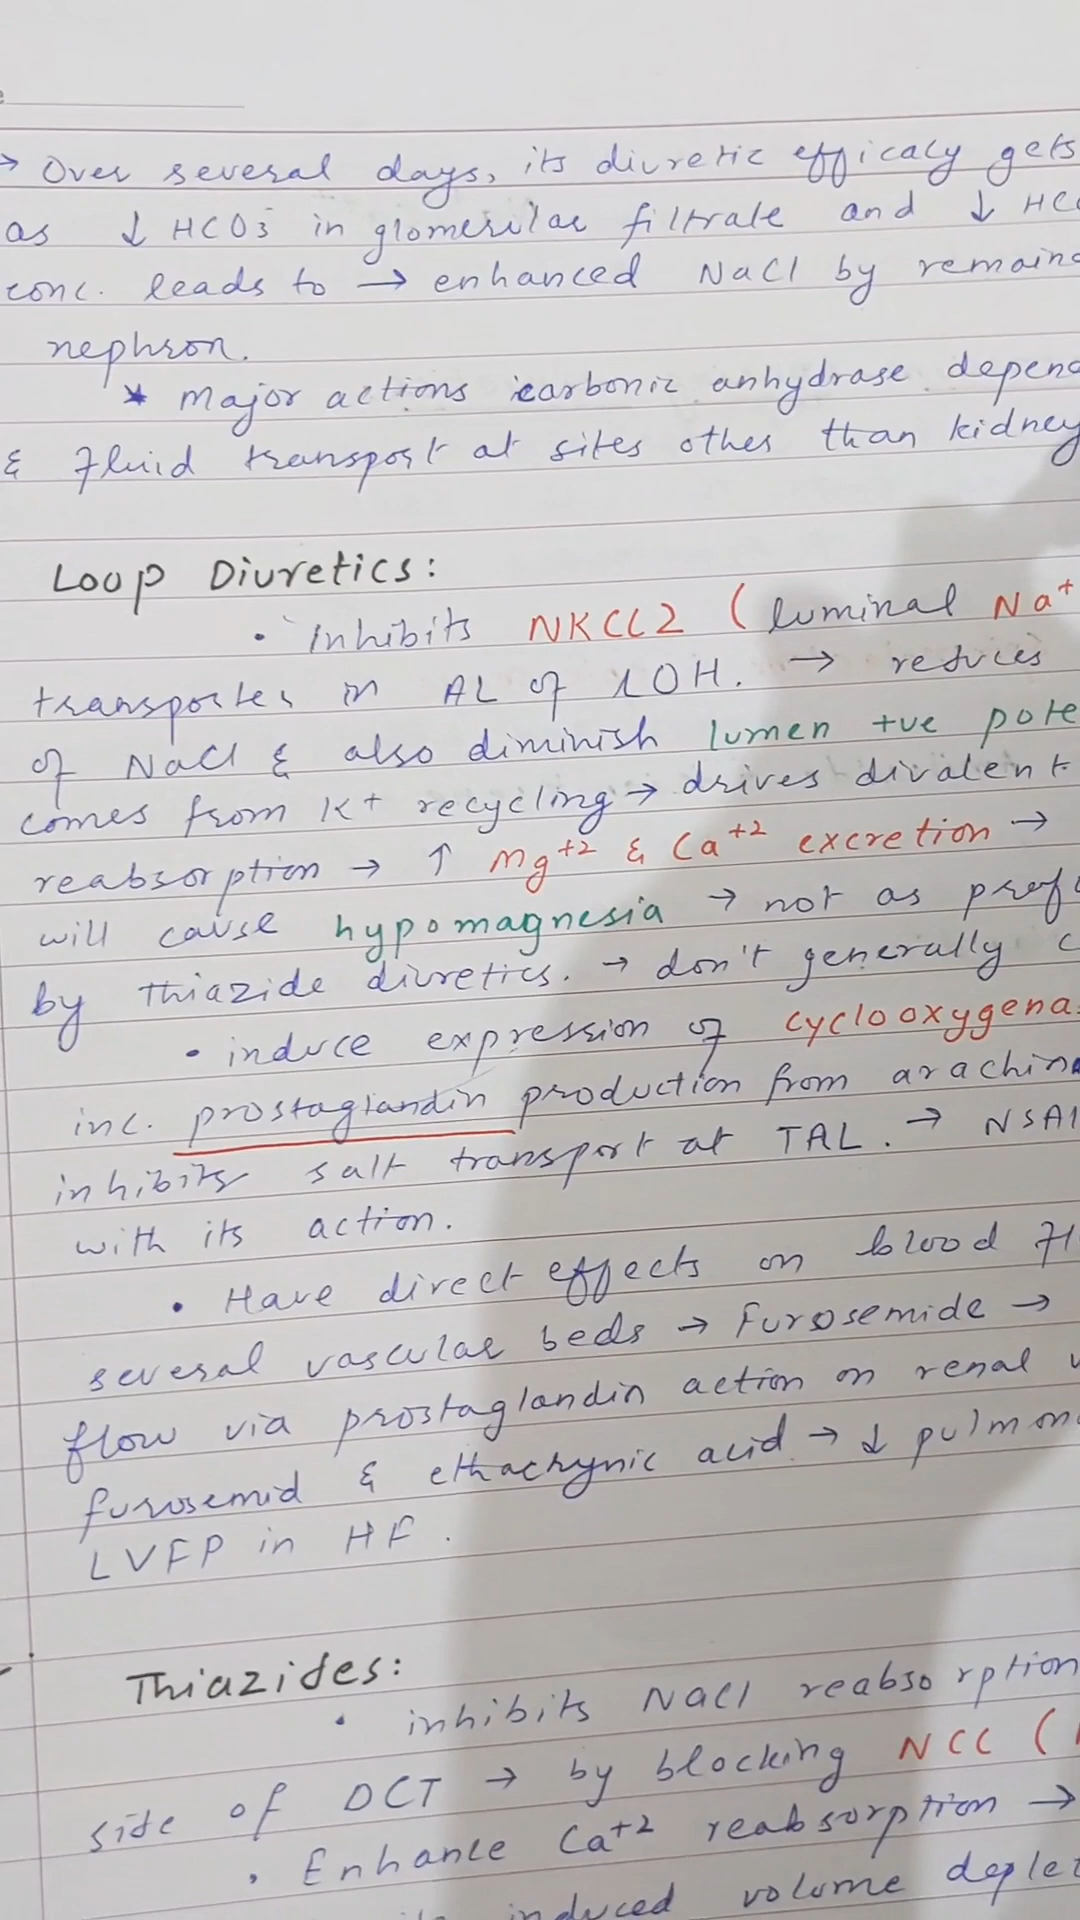 → Over several days, its diuretic efficacy gets
as ↓ HCO3 in glomerular filtrate and ↓ HC
conc. leads to → enhanced NaCl by remain
nephron.
* Major actions carbonic anhydrase depend
& fluid transport at sites other than kidney
Loop Diuretics:
• Inhibits NKCC2 (luminal Na+
transporter in AL of LOH. → reduces
of NaCl & also diminish lumen +ve pote
comes from K+ recycling → drives divalent
reabsorption → ↑ Mg+2 & Ca+2 excretion →
will cause hypomagnesia → not as prof
by thiazide diuretics. → don't generally c
• induce expression of cyclooxygena
inc. prostaglandin production from arachin
inhibits salt transport at TAL. → NSAI
with its action.
• Have direct effects on blood fl
several vascular beds → Furosemide →
flow via prostaglandin action on renal v
furosemid & ethacrynic acid → ↓ pulmon
LVFP in HF.
Thiazides:
• inhibits NaCl reabsorption
side of DCT → by blocking NCC (
• Enhance Ca+2 reabsorption →
induced volume deplet